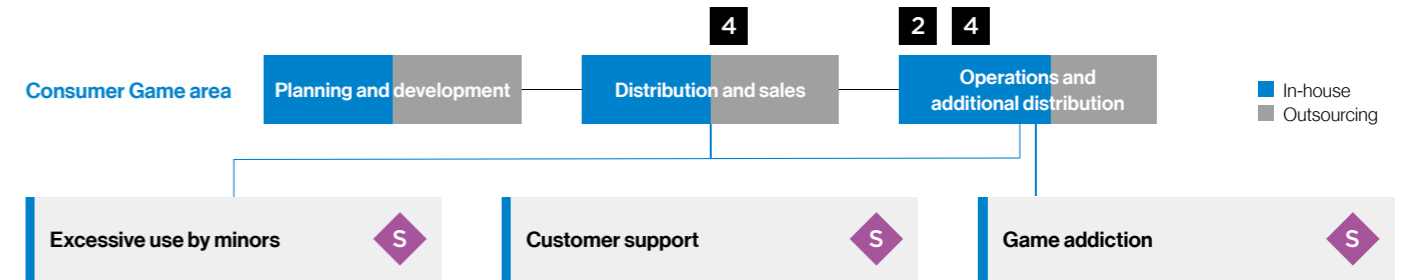 4
2 4
Consumer Game area
Planning and development
Distribution and sales
Operations and
additional distribution
In-house
Outsourcing
Excessive use by minors
S
Customer support
S
Game addiction
S